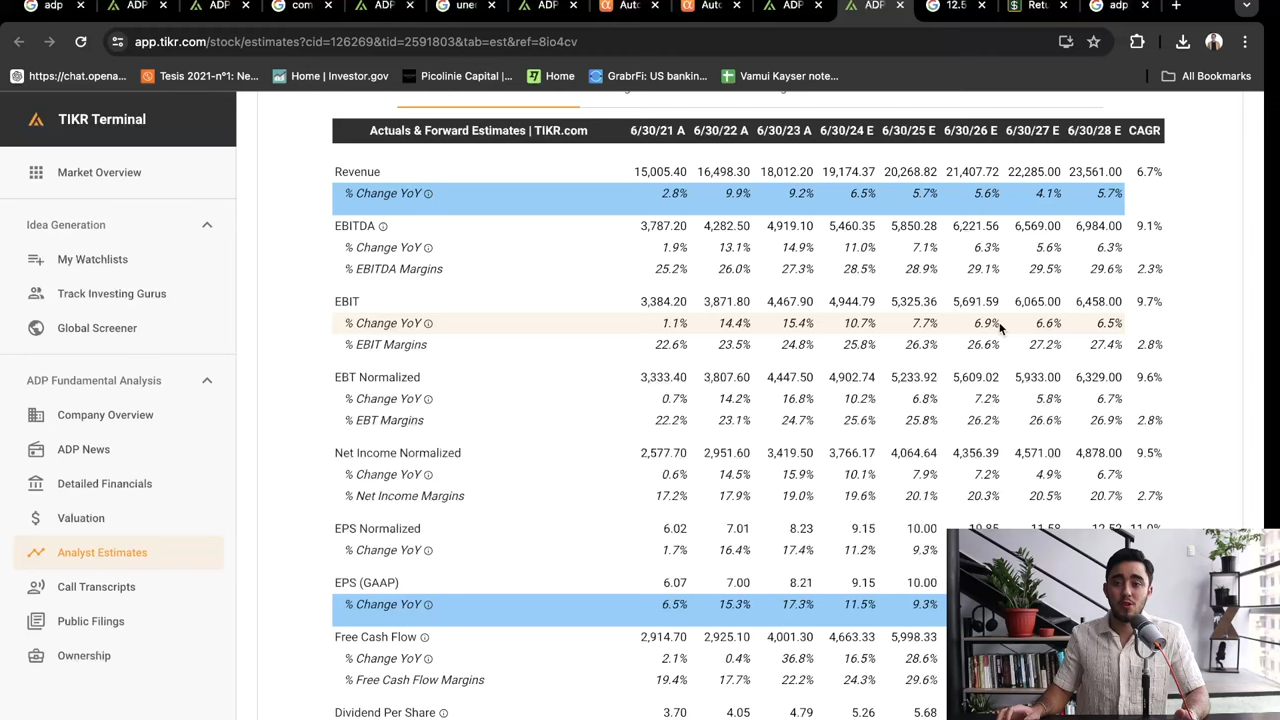 adp
ADP
ADP
com
ADP
uner
ADP
Auto
Auto
ADP
ADP
12.5
Retu
adp
app.tikr.com/stock/estimates?cid=126269&tid=2591803&tab=est&ref=8io4cv
https://chat.opena... Tesis 2021-nº1: Ne... Home | Investor.gov Picolinie Capital |... Home GrabrFi: US bankin... Vamui Kayser note... All Bookmarks
TIKR Terminal
Market Overview
Idea Generation
My Watchlists
Track Investing Gurus
Global Screener
ADP Fundamental Analysis
Company Overview
ADP News
Detailed Financials
Valuation
Analyst Estimates
Call Transcripts
Public Filings
Ownership
Actuals & Forward Estimates | TIKR.com 6/30/21 A 6/30/22 A 6/30/23 A 6/30/24 E 6/30/25 E 6/30/26 E 6/30/27 E 6/30/28 E CAGR
Revenue 15,005.40 16,498.30 18,012.20 19,174.37 20,268.82 21,407.72 22,285.00 23,561.00 6.7%
% Change YoY 2.8% 9.9% 9.2% 6.5% 5.7% 5.6% 4.1% 5.7%
EBITDA 3,787.20 4,282.50 4,919.10 5,460.35 5,850.28 6,221.56 6,569.00 6,984.00 9.1%
% Change YoY 1.9% 13.1% 14.9% 11.0% 7.1% 6.3% 5.6% 6.3%
% EBITDA Margins 25.2% 26.0% 27.3% 28.5% 28.9% 29.1% 29.5% 29.6% 2.3%
EBIT 3,384.20 3,871.80 4,467.90 4,944.79 5,325.36 5,691.59 6,065.00 6,458.00 9.7%
% Change YoY 1.1% 14.4% 15.4% 10.7% 7.7% 6.9% 6.6% 6.5%
% EBIT Margins 22.6% 23.5% 24.8% 25.8% 26.3% 26.6% 27.2% 27.4% 2.8%
EBT Normalized 3,333.40 3,807.60 4,447.50 4,902.74 5,233.92 5,609.02 5,933.00 6,329.00 9.6%
% Change YoY 0.7% 14.2% 16.8% 10.2% 6.8% 7.2% 5.8% 6.7%
% EBT Margins 22.2% 23.1% 24.7% 25.6% 25.8% 26.2% 26.6% 26.9% 2.8%
Net Income Normalized 2,577.70 2,951.60 3,419.50 3,766.17 4,064.64 4,356.39 4,571.00 4,878.00 9.5%
% Change YoY 0.6% 14.5% 15.9% 10.1% 7.9% 7.2% 4.9% 6.7%
% Net Income Margins 17.2% 17.9% 19.0% 19.6% 20.1% 20.3% 20.5% 20.7% 2.7%
EPS Normalized 6.02 7.01 8.23 9.15 10.00
% Change YoY 1.7% 16.4% 17.4% 11.2% 9.3%
EPS (GAAP) 6.07 7.00 8.21 9.15 10.00
% Change YoY 6.5% 15.3% 17.3% 11.5% 9.3%
Free Cash Flow 2,914.70 2,925.10 4,001.30 4,663.33 5,998.33
% Change YoY 2.1% 0.4% 36.8% 16.5% 28.6%
% Free Cash Flow Margins 19.4% 17.7% 22.2% 24.3% 29.6%
Dividend Per Share 3.70 4.05 4.79 5.26 5.68